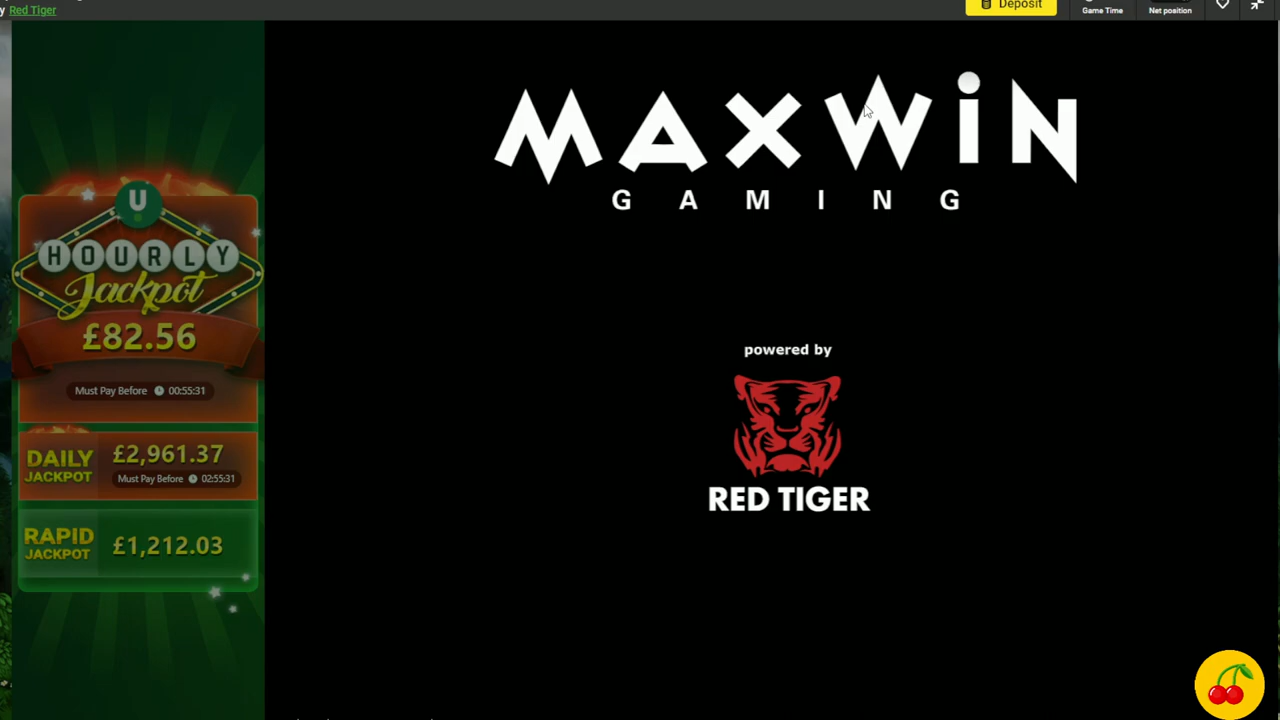 y Red Tiger
Deposit
Game Time
Net position
MAXWiN
GAMING
powered by
RED TIGER
U
HOURLY
Jackpot
£82.56
Must Pay Before 00:55:31
DAILY
JACKPOT
£2,961.37
Must Pay Before 02:55:31
RAPID
JACKPOT
£1,212.03